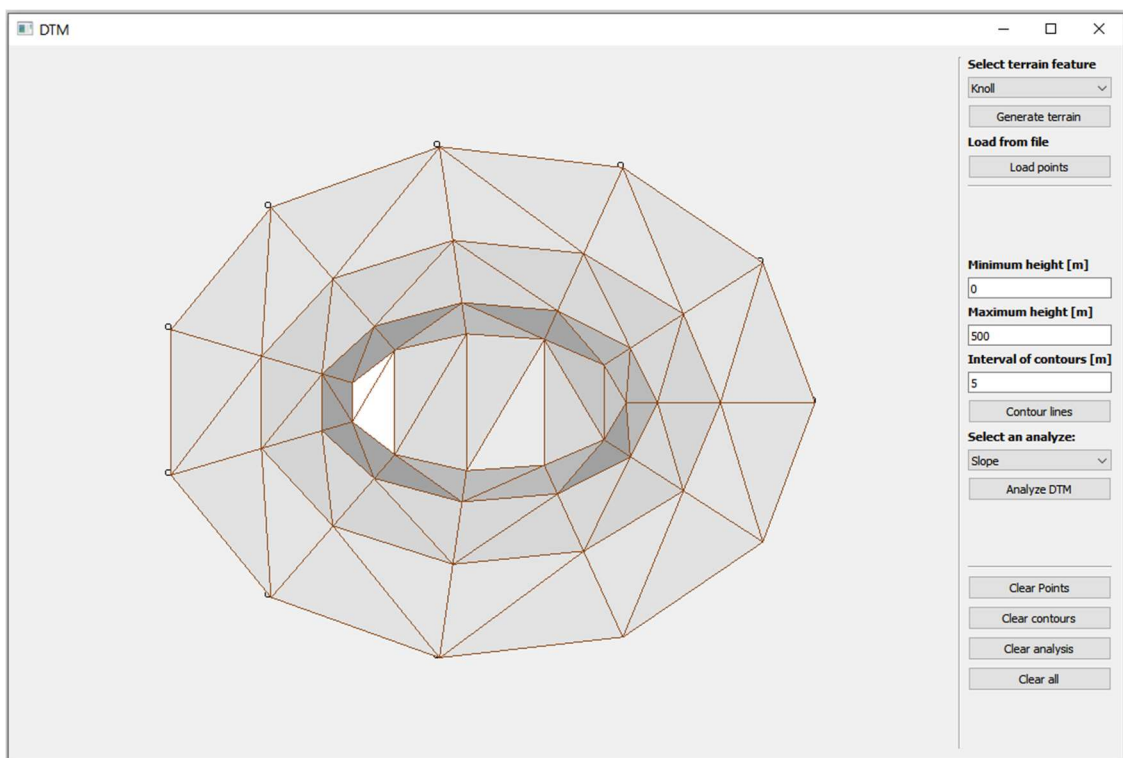 DTM
Select terrain feature
Knoll
Generate terrain
Load from file
Load points
Minimum height [m]
0
Maximum height [m]
500
Interval of contours [m]
5
Contour lines
Select an analyze:
Slope
Analyze DTM
Clear Points
Clear contours
Clear analysis
Clear all